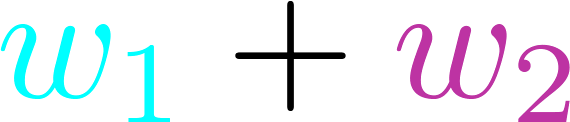 w₁ + w₂